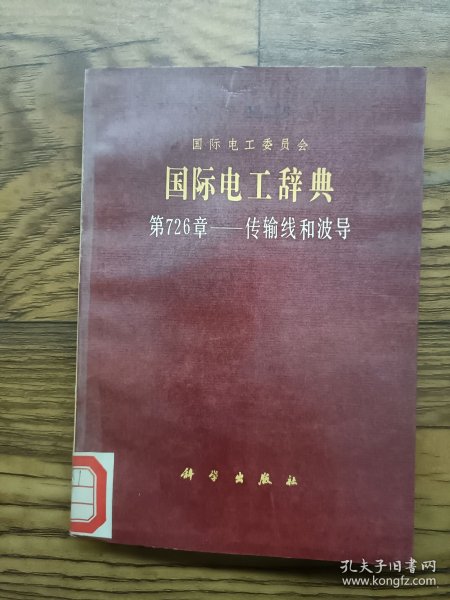 国际电工委员会
国际电工辞典
第726章——传输线和波导
科学出版社
孔夫子旧书网
www.kongfz.com